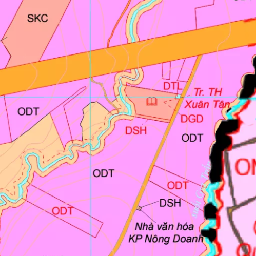 SKC
DTL
Tr. TH
Xuân Tân
ODT
DGD
DSH
ODT
ODT
ODT
ODT
DSH
Nhà văn hóa
KP Nông Doanh